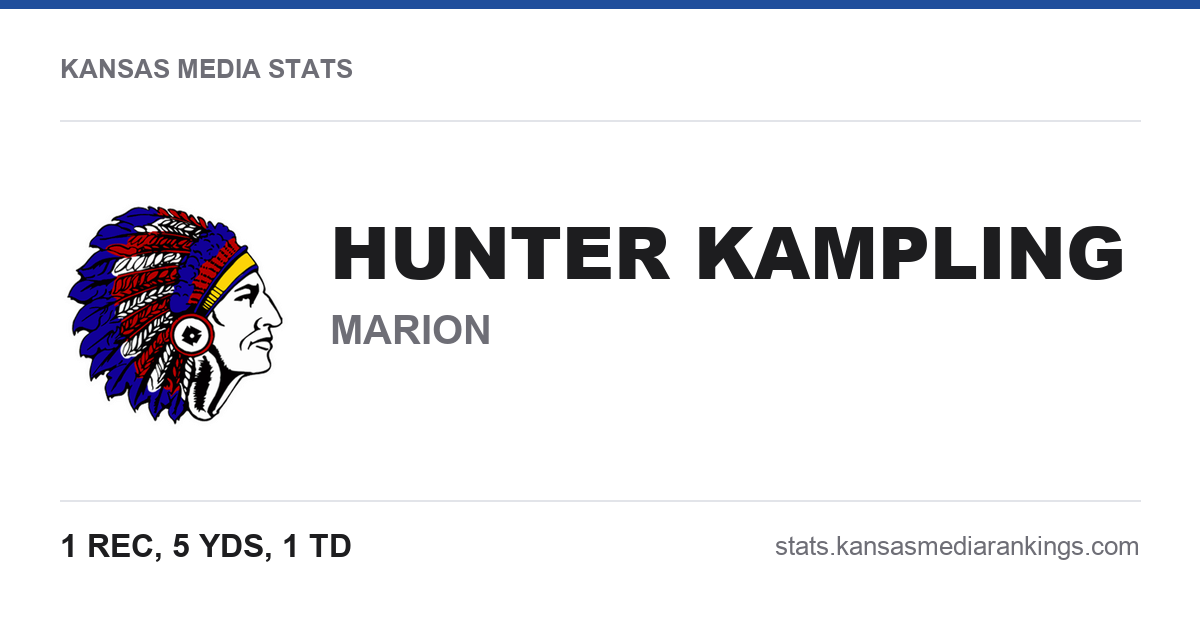 KANSAS MEDIA STATS
HUNTER KAMPLING
MARION
1 REC, 5 YDS, 1 TD
stats.kansasmediarankings.com